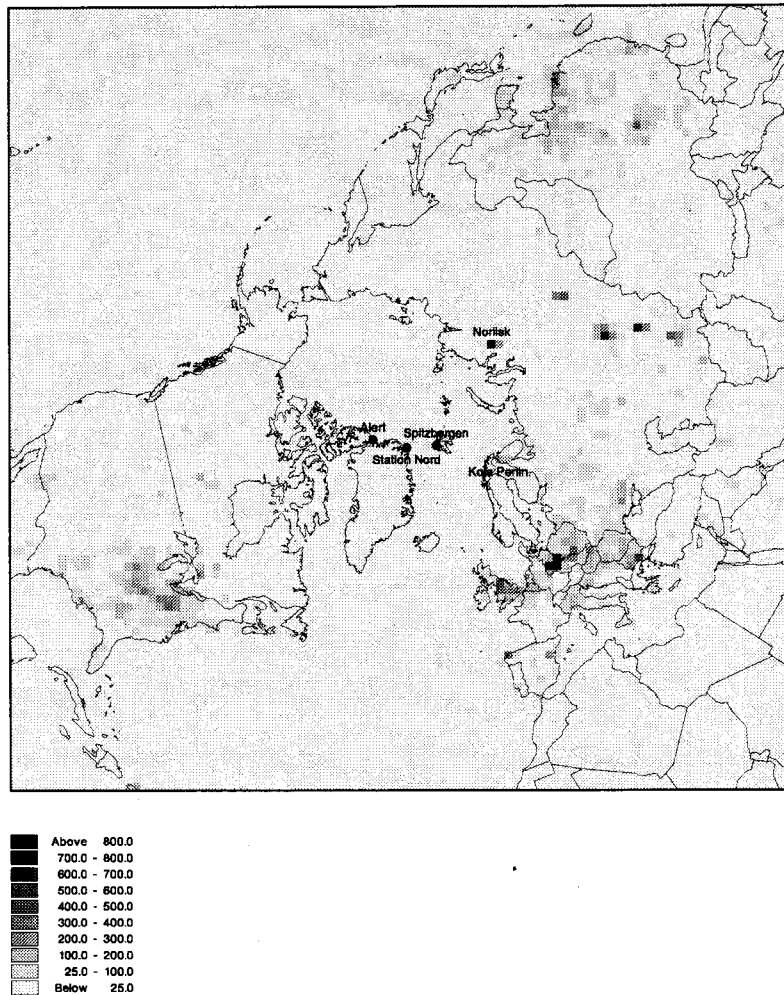 Norilsk
Alert
Spitzbergen
Station Nord
Kola Penin.
Above 800.0
700.0 - 800.0
600.0 - 700.0
500.0 - 600.0
400.0 - 500.0
300.0 - 400.0
200.0 - 300.0
100.0 - 200.0
25.0 - 100.0
Below 25.0